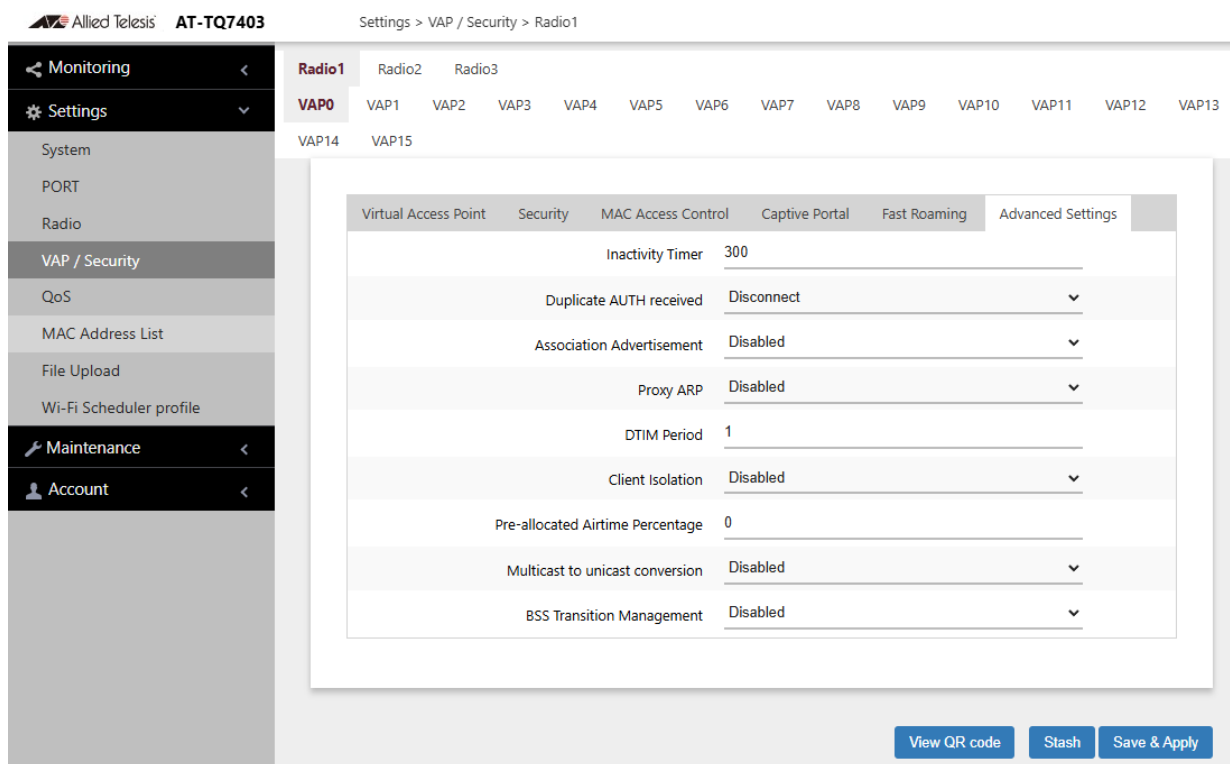 Allied Telesis AT-TQ7403 Settings > VAP / Security > Radio1
Monitoring
Settings
System
PORT
Radio
VAP / Security
QoS
MAC Address List
File Upload
Wi-Fi Scheduler profile
Maintenance
Account
Radio1 Radio2 Radio3
VAP0 VAP1 VAP2 VAP3 VAP4 VAP5 VAP6 VAP7 VAP8 VAP9 VAP10 VAP11 VAP12 VAP13
VAP14 VAP15
Virtual Access Point Security MAC Access Control Captive Portal Fast Roaming Advanced Settings
Inactivity Timer 300
Duplicate AUTH received Disconnect
Association Advertisement Disabled
Proxy ARP Disabled
DTIM Period 1
Client Isolation Disabled
Pre-allocated Airtime Percentage 0
Multicast to unicast conversion Disabled
BSS Transition Management Disabled
View QR code Stash Save & Apply